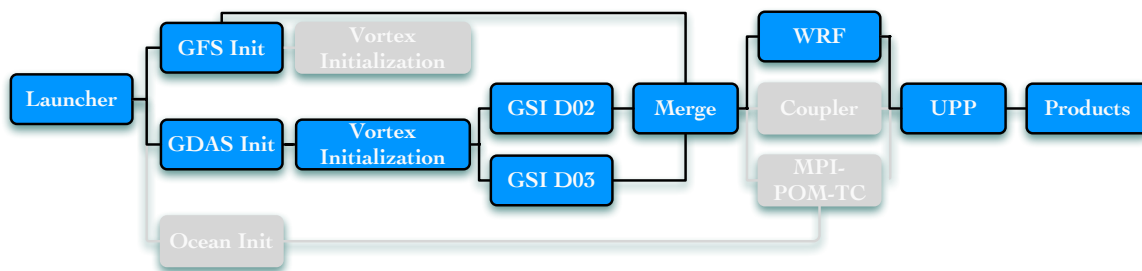 GFS Init
Vortex
Initialization
WRF
Launcher
GSI D02
Merge
Coupler
UPP
Products
GDAS Init
Vortex
Initialization
GSI D03
MPI-
POM-TC
Ocean Init